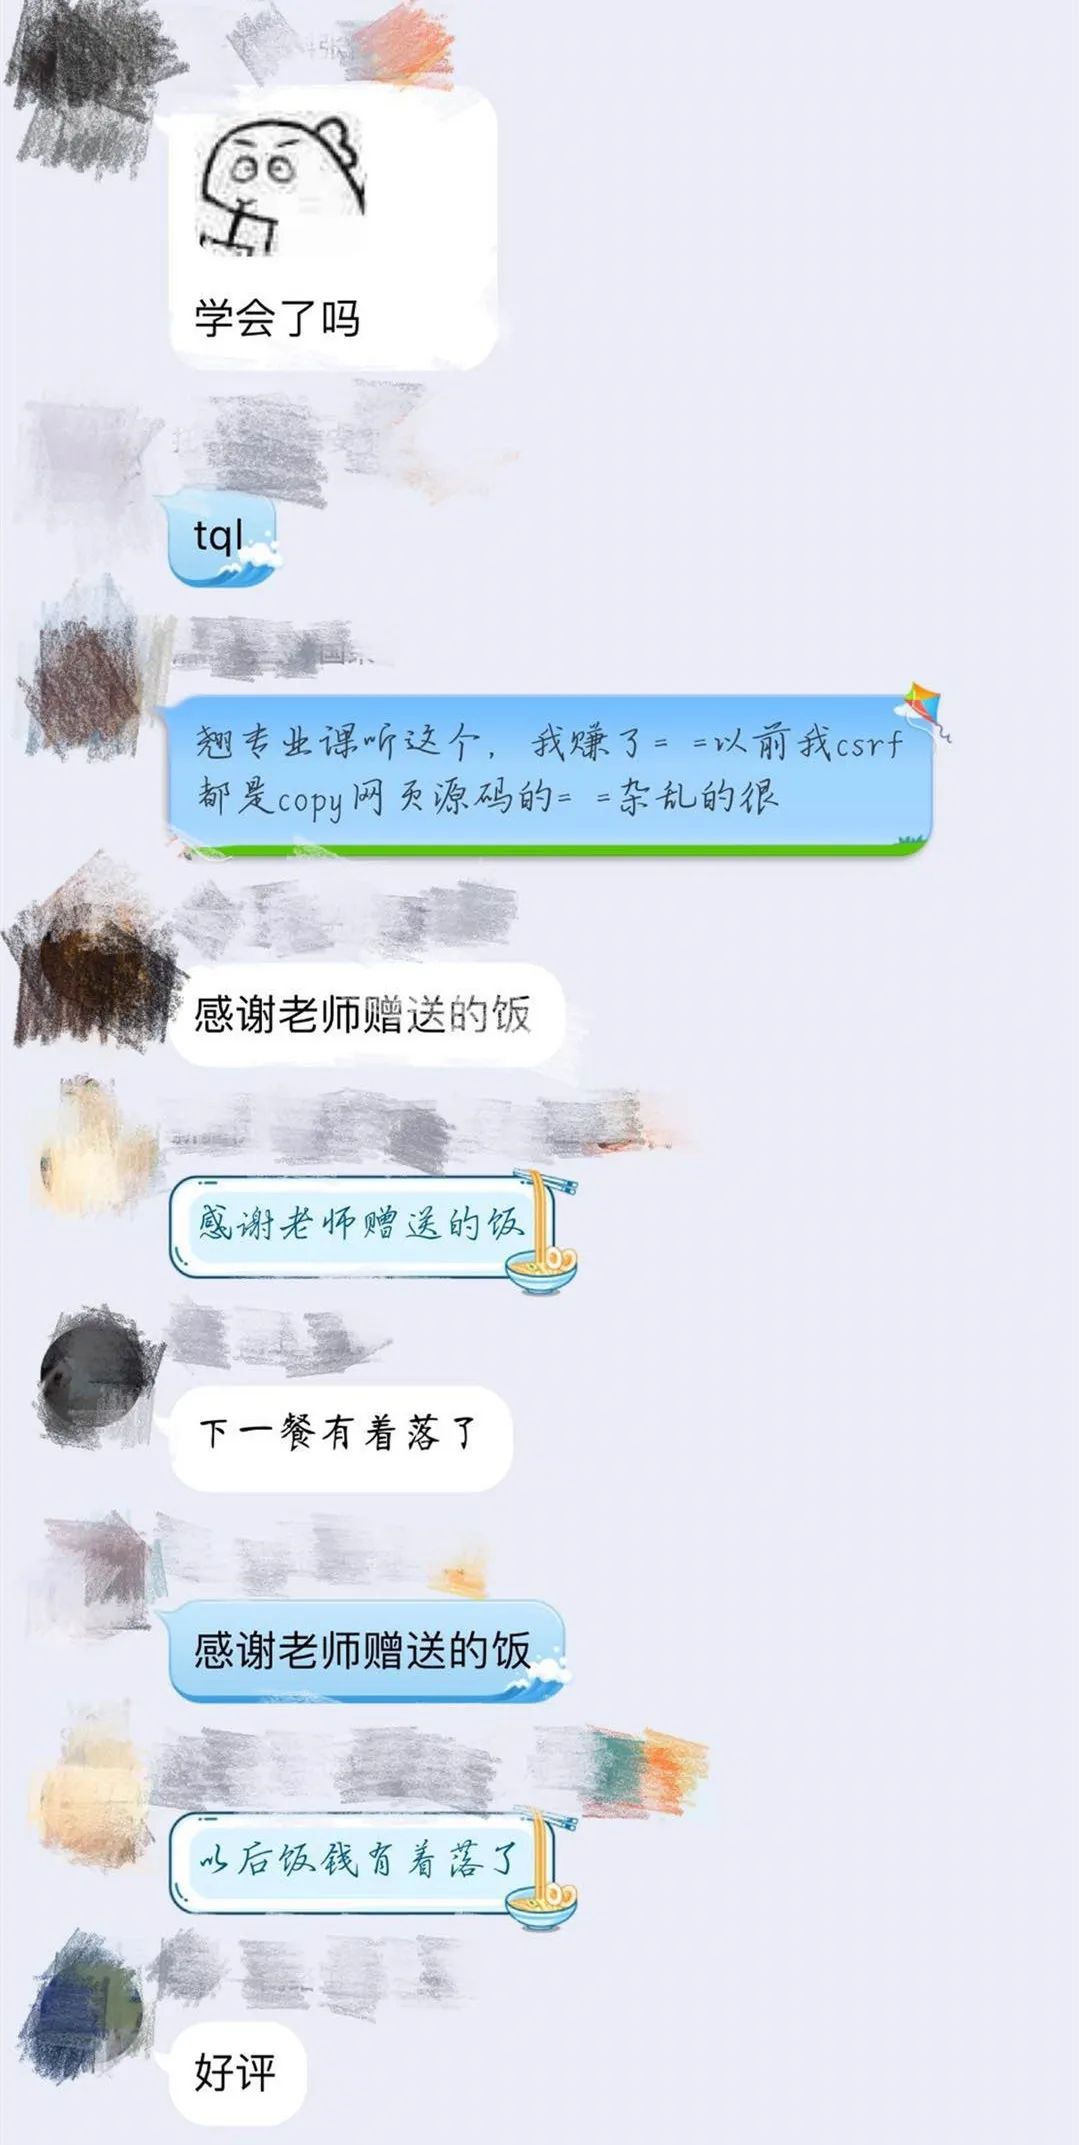 学会了吗
tql
翘专业课听这个，我赚了= =以前我csrf
都是copy网页源码的= =杂乱的很
感谢老师赠送的饭
感谢老师赠送的饭
下一餐有着落了
感谢老师赠送的饭
以后饭钱有着落了
好评